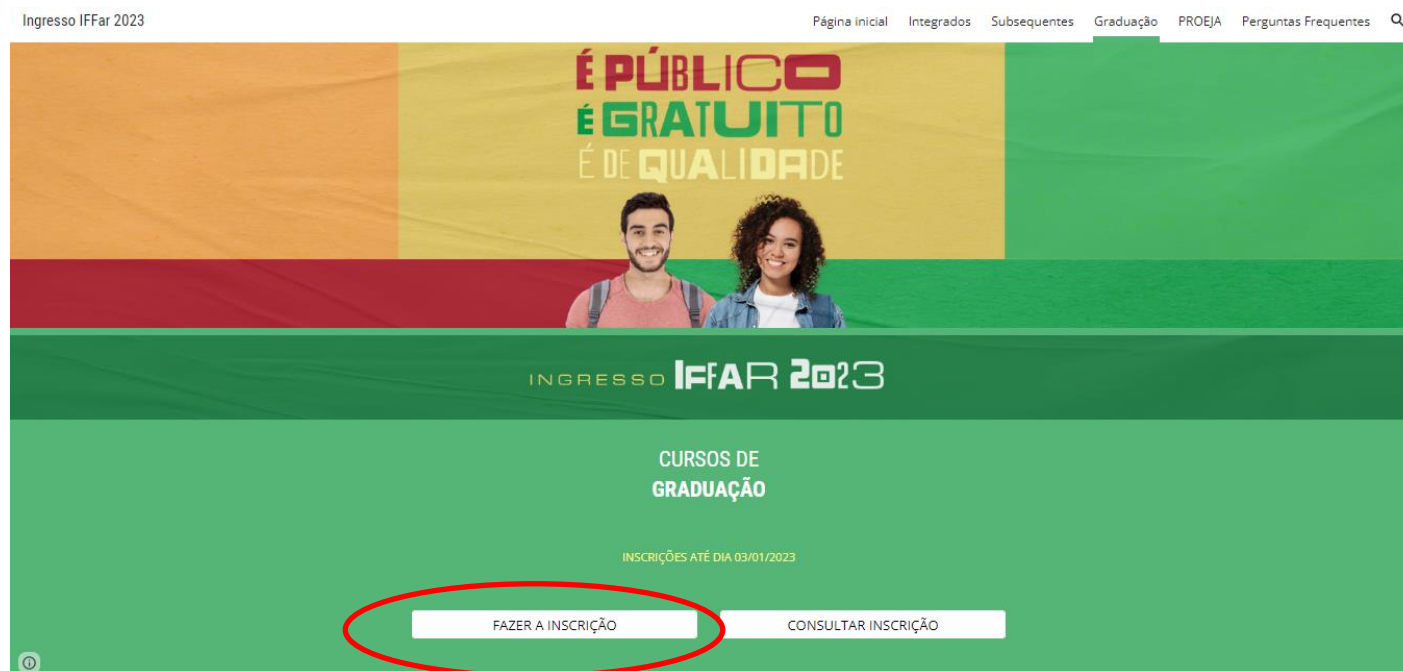 Ingresso IFFar 2023
Página inicial Integrados Subsequentes Graduação PROEJA Perguntas Frequentes
É PÚBLICO
É GRATUITO
É DE QUALIDADE
INGRESSO IFFAR 2023
CURSOS DE
GRADUAÇÃO
INSCRIÇÕES ATÉ DIA 03/01/2023
FAZER A INSCRIÇÃO CONSULTAR INSCRIÇÃO